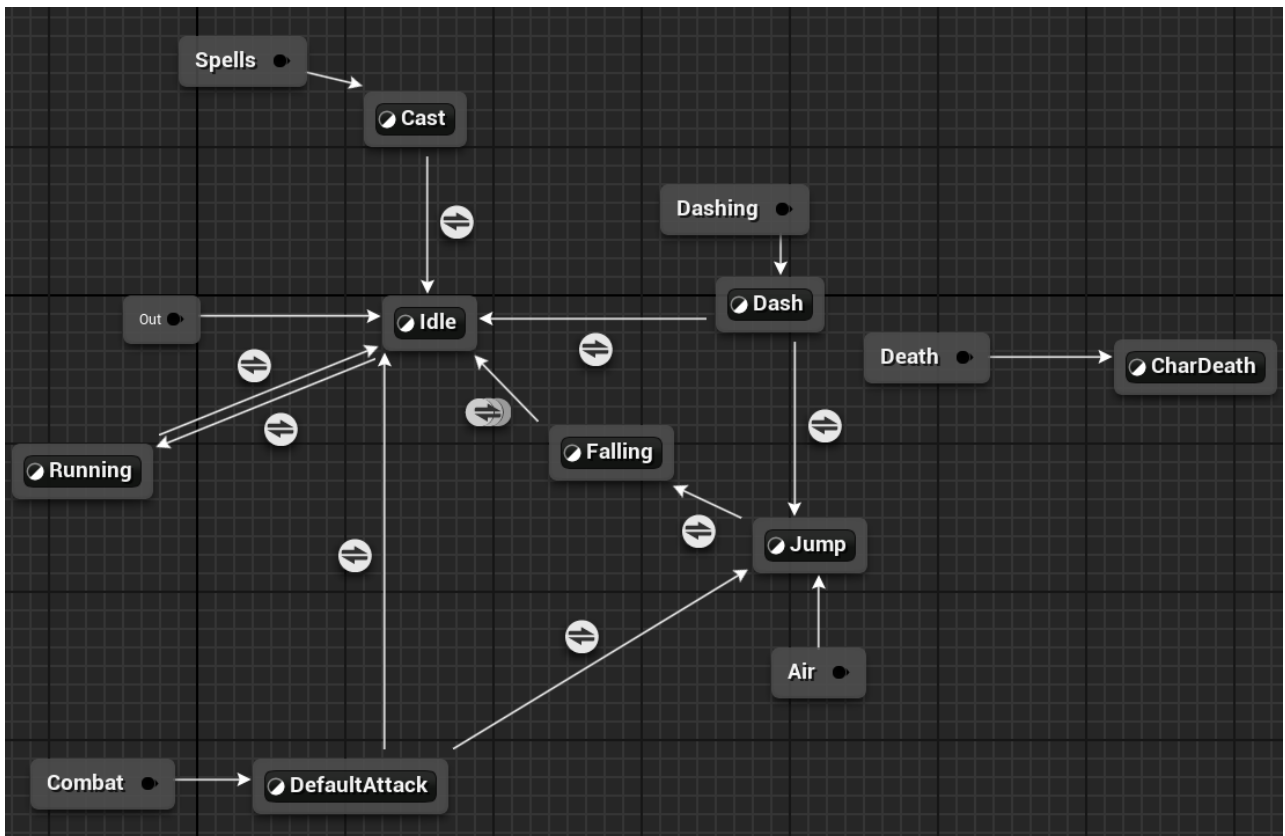 Spells
Cast
Dashing
Dash
Out
Idle
Death
CharDeath
Falling
Running
Jump
Air
Combat
DefaultAttack